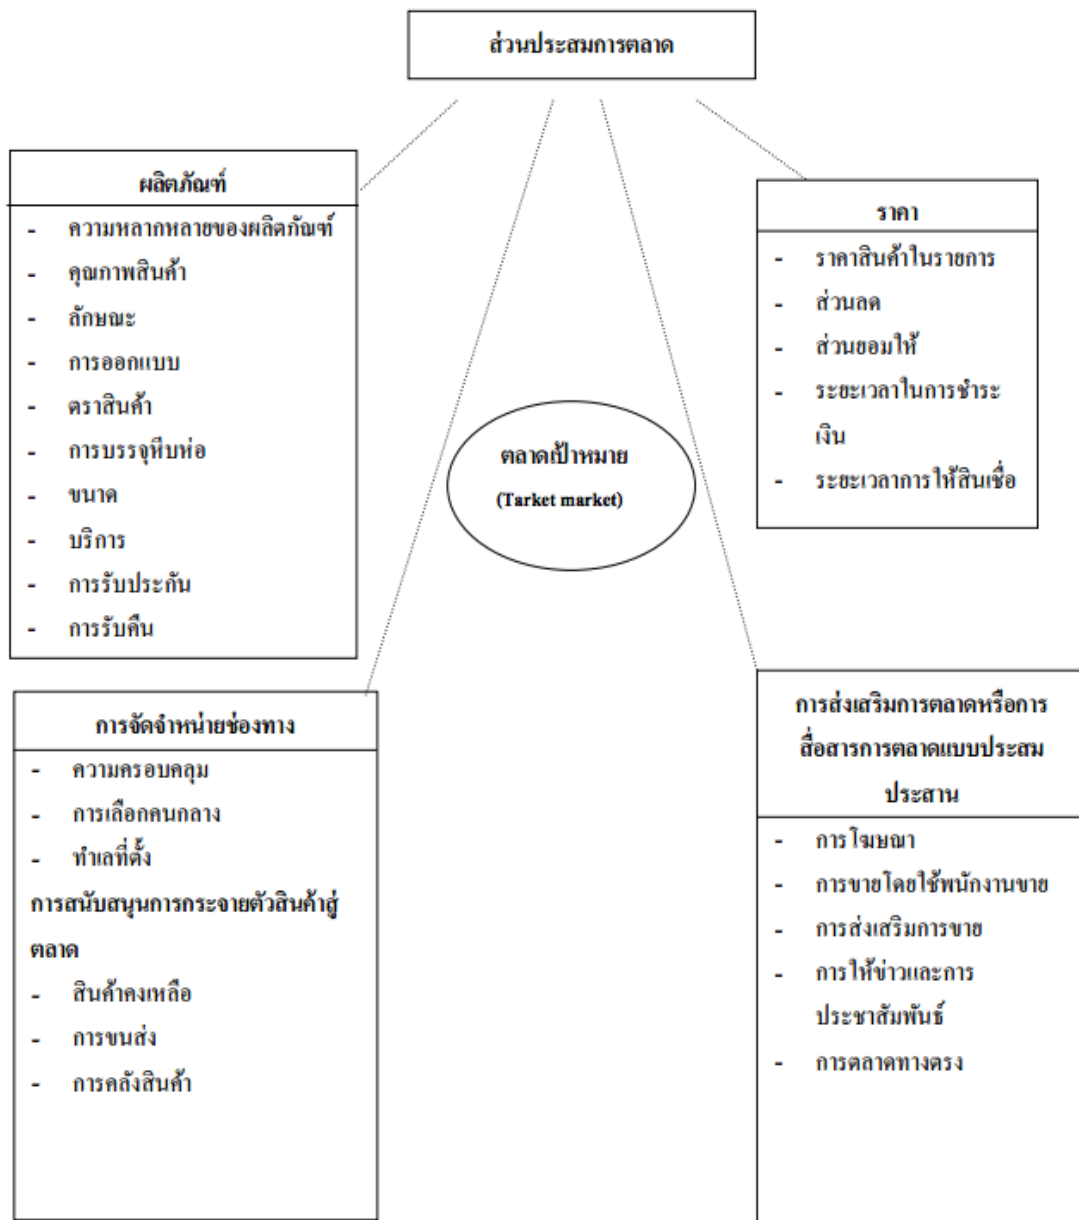 ส่วนประสมการตลาด
ผลิตภัณฑ์
- ความหลากหลายของผลิตภัณฑ์
- คุณภาพสินค้า
- ลักษณะ
- การออกแบบ
- ตราสินค้า
- การบรรจุหีบห่อ
- ขนาด
- บริการ
- การรับประกัน
- การรับคืน
ราคา
- ราคาสินค้าในรายการ
- ส่วนลด
- ส่วนยอมให้
- ระยะเวลาในการชำระ
เงิน
- ระยะเวลาการให้สินเชื่อ
ตลาดเป้าหมาย
(Tarket market)
การจัดจำหน่ายช่องทาง
- ความครอบคลุม
- การเลือกคนกลาง
- ทำเลที่ตั้ง
การสนับสนุนการกระจายตัวสินค้าสู่
ตลาด
- สินค้าคงเหลือ
- การขนส่ง
- การคลังสินค้า
การส่งเสริมการตลาดหรือการ
สื่อสารการตลาดแบบประสม
ประสาน
- การโฆษณา
- การขายโดยใช้พนักงานขาย
- การส่งเสริมการขาย
- การให้ข่าวและการ
ประชาสัมพันธ์
- การตลาดทางตรง